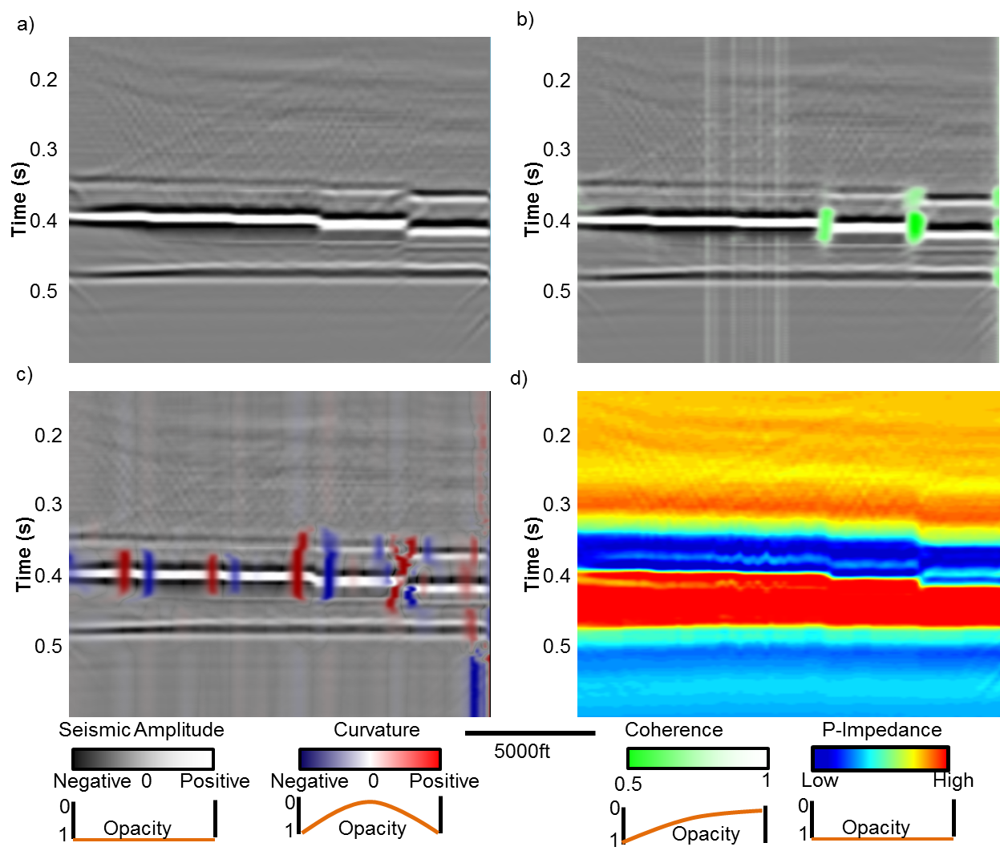 a)
b)
0.2
0.3
0.4
0.5
Time (s)
0.2
0.3
0.4
0.5
Time (s)
c)
d)
0.2
0.3
0.4
0.5
Time (s)
0.2
0.3
0.4
0.5
Time (s)
Seismic Amplitude
Negative 0 Positive
0
1
Opacity
Curvature
Negative 0 Positive
0
1
Opacity
5000ft
Coherence
0.5 1
0
1
Opacity
P-Impedance
Low High
0
1
Opacity